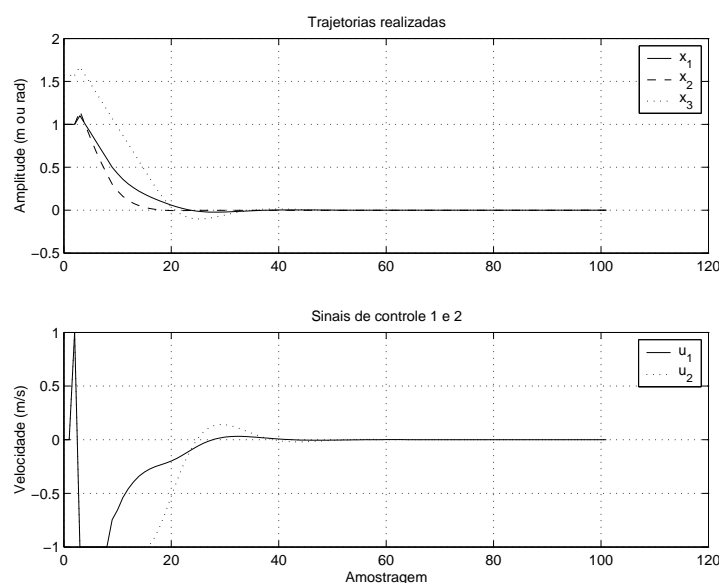 Trajetorias realizadas
Amplitude (m ou rad)
2
1.5
1
0.5
0
−0.5
0 20 40 60 80 100 120
x1
x2
x3
Sinais de controle 1 e 2
Velocidade (m/s)
1
0.5
0
−0.5
−1
0 20 40 60 80 100 120
u1
u2
Amostragem